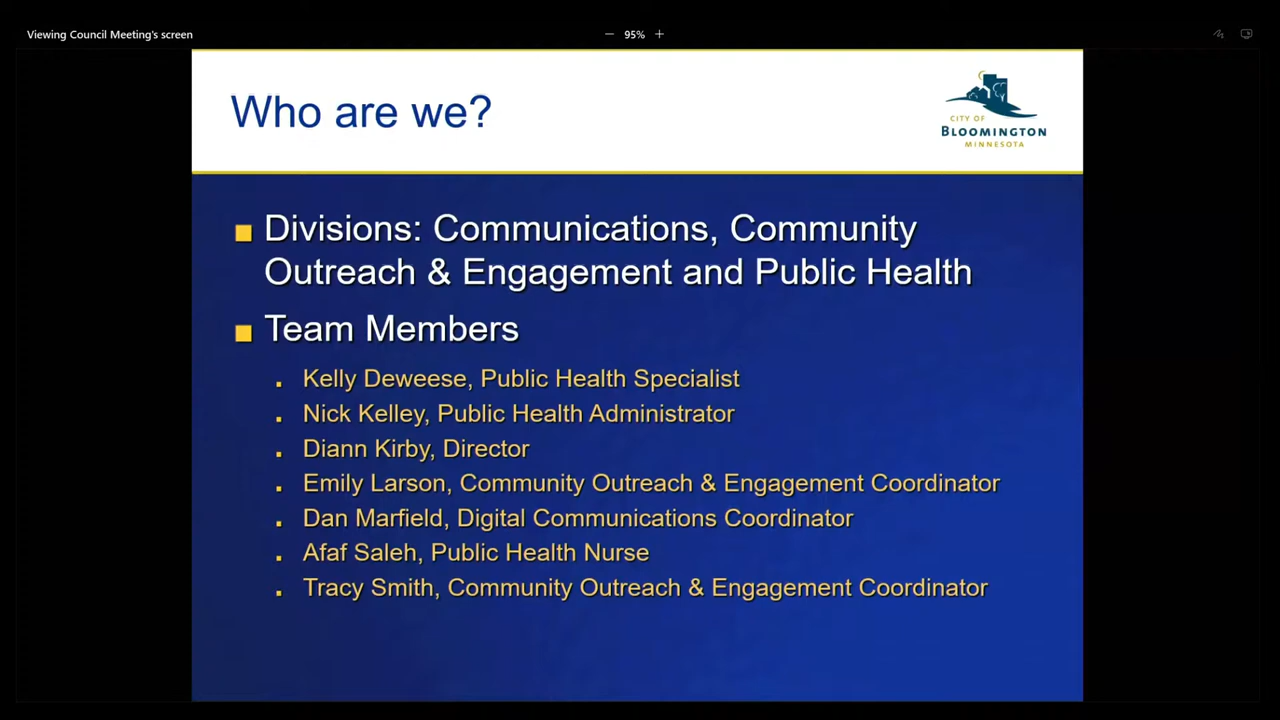 Viewing Council Meeting's screen
95%
Who are we?
CITY OF
BLOOMINGTON
MINNESOTA
Divisions: Communications, Community
Outreach & Engagement and Public Health
Team Members
Kelly Deweese, Public Health Specialist
Nick Kelley, Public Health Administrator
Diann Kirby, Director
Emily Larson, Community Outreach & Engagement Coordinator
Dan Marfield, Digital Communications Coordinator
Afaf Saleh, Public Health Nurse
Tracy Smith, Community Outreach & Engagement Coordinator